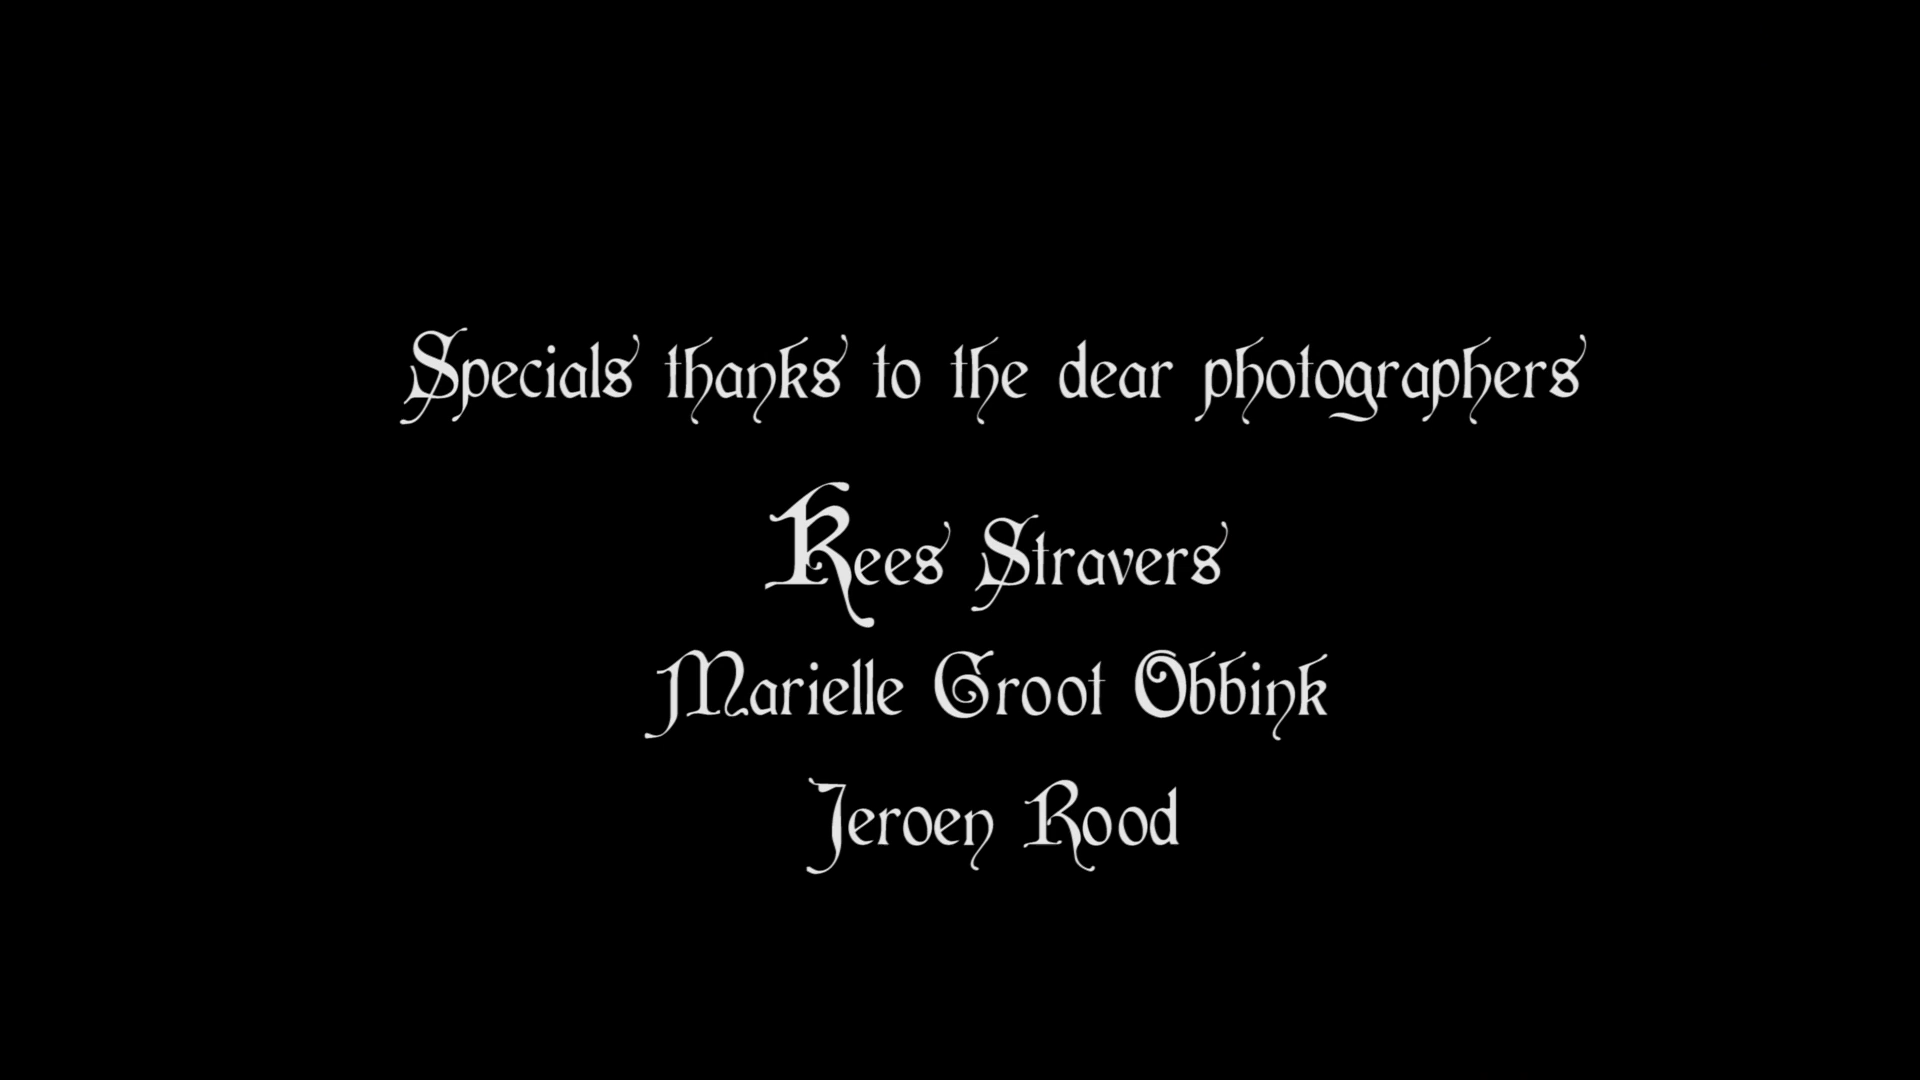 Specials thanks to the dear photographers
Kees Stravers
Marielle Groot Obbink
Jeroen Rood